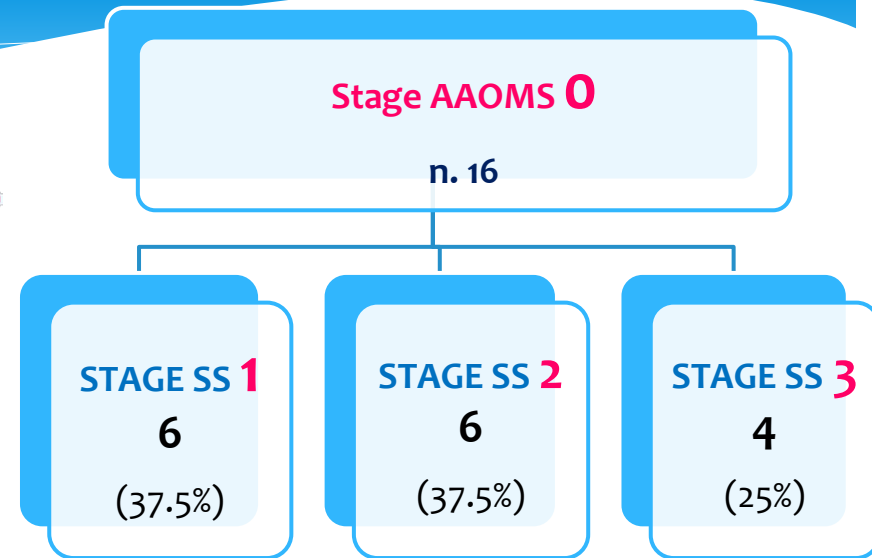 Stage AAOMS 0
n. 16
STAGE SS 1
6
(37.5%)
STAGE SS 2
6
(37.5%)
STAGE SS 3
4
(25%)